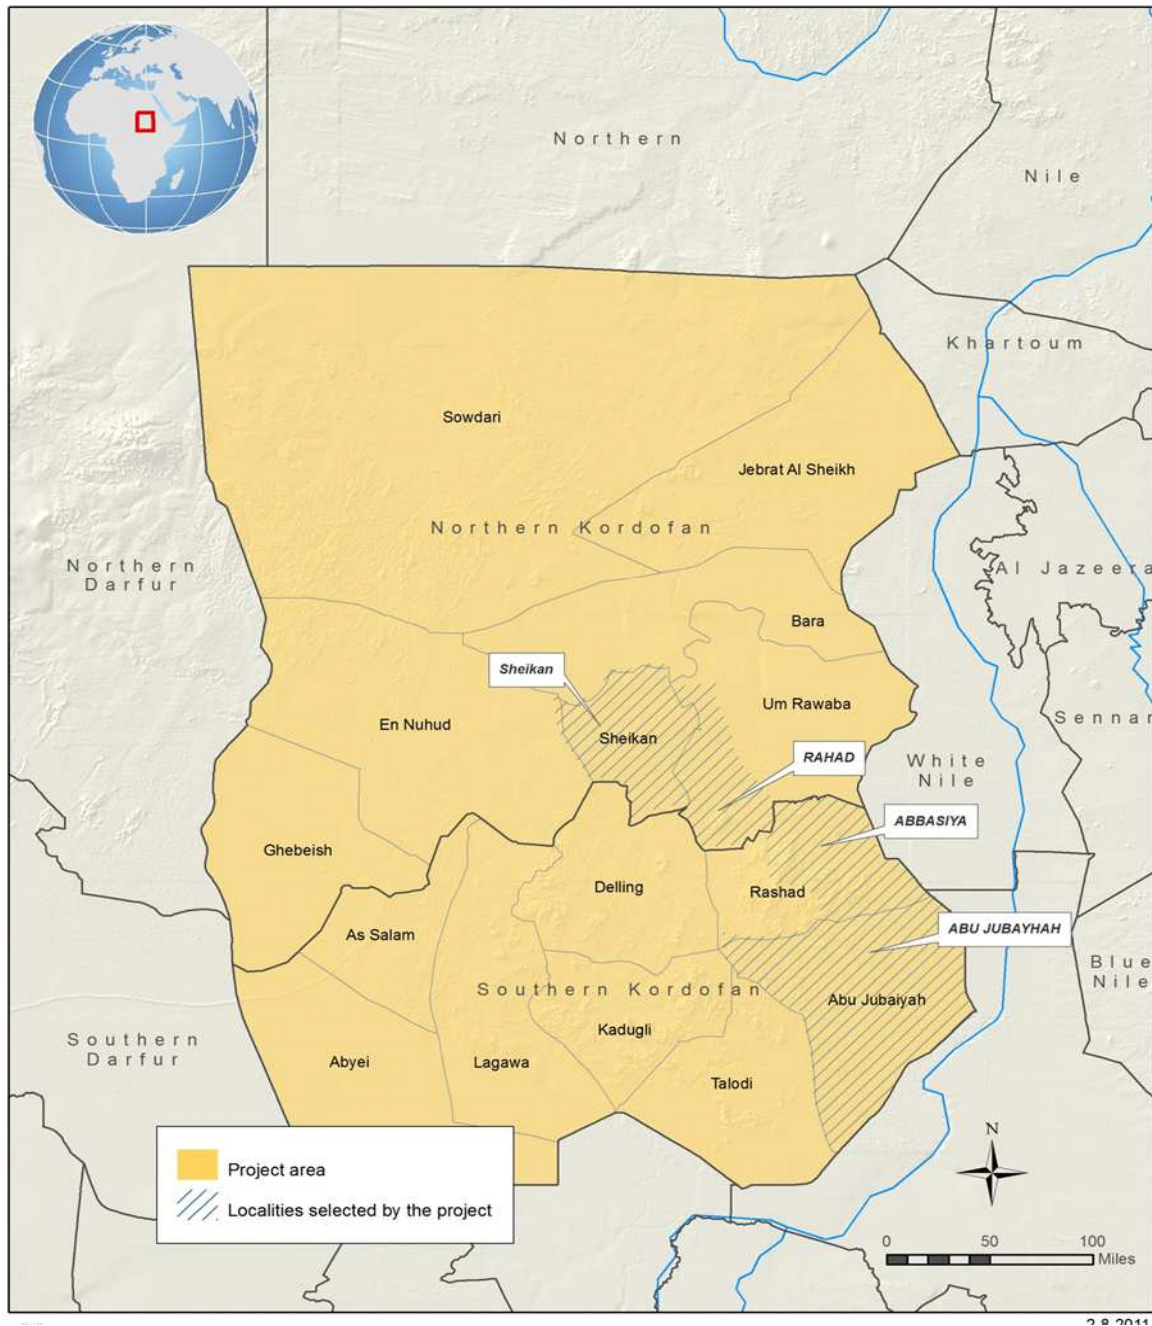 Northern
Nile
Khartoum
Sowdari
Jebrat Al Sheikh
Northern Kordofan
Northern
Darfur
Al Jazeera
Bara
Sheikan
En Nuhud
Um Rawaba
Sheikan
Sennar
RAHAD
White
Nile
ABBASIYA
Ghebeish
Delling
Rashad
As Salam
ABU JUBAYHAH
Blue
Nile
Southern Kordofan
Abu Jubaiyah
Kadugli
Southern
Darfur
Abyei
Lagawa
Talodi
N
Project area
Localities selected by the project
0 50 100
Miles
2.8.2011